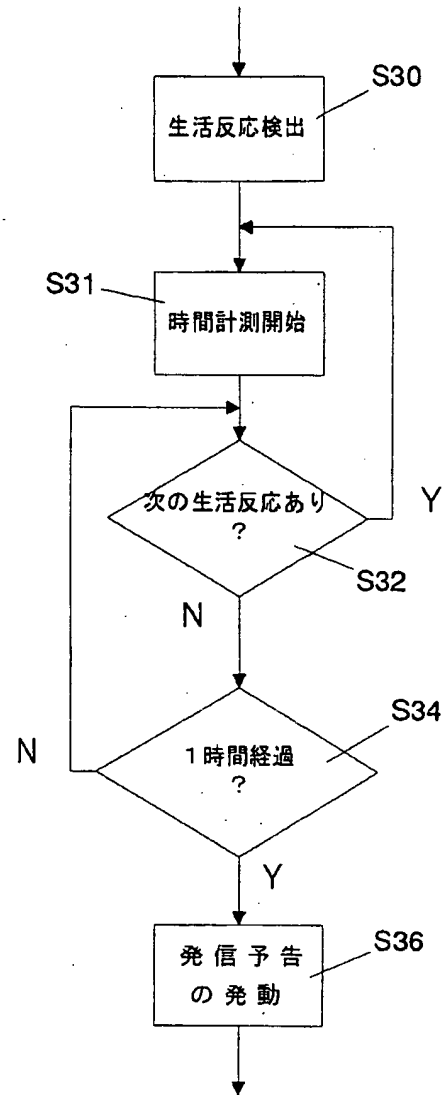 S30
生活反応検出
S31
時間計測開始
次の生活反応あり
?
Y
S32
N
S34
1時間経過
?
N
Y
S36
発信予告
の発動